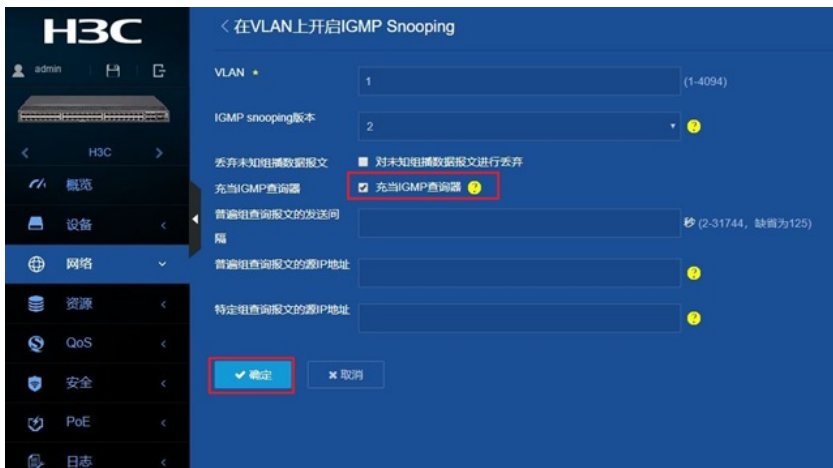 H3C
admin
H3C
概览
设备
网络
资源
QoS
安全
PoE
日志
在VLAN上开启IGMP Snooping
VLAN *
1
(1-4094)
IGMP snooping版本
2
丢弃未知组播数据报文
对未知组播数据报文进行丢弃
充当IGMP查询器
充当IGMP查询器
普遍组查询报文的发送间
隔
秒 (2-31744，缺省为125)
普遍组查询报文的源IP地址
特定组查询报文的源IP地址
确定
取消